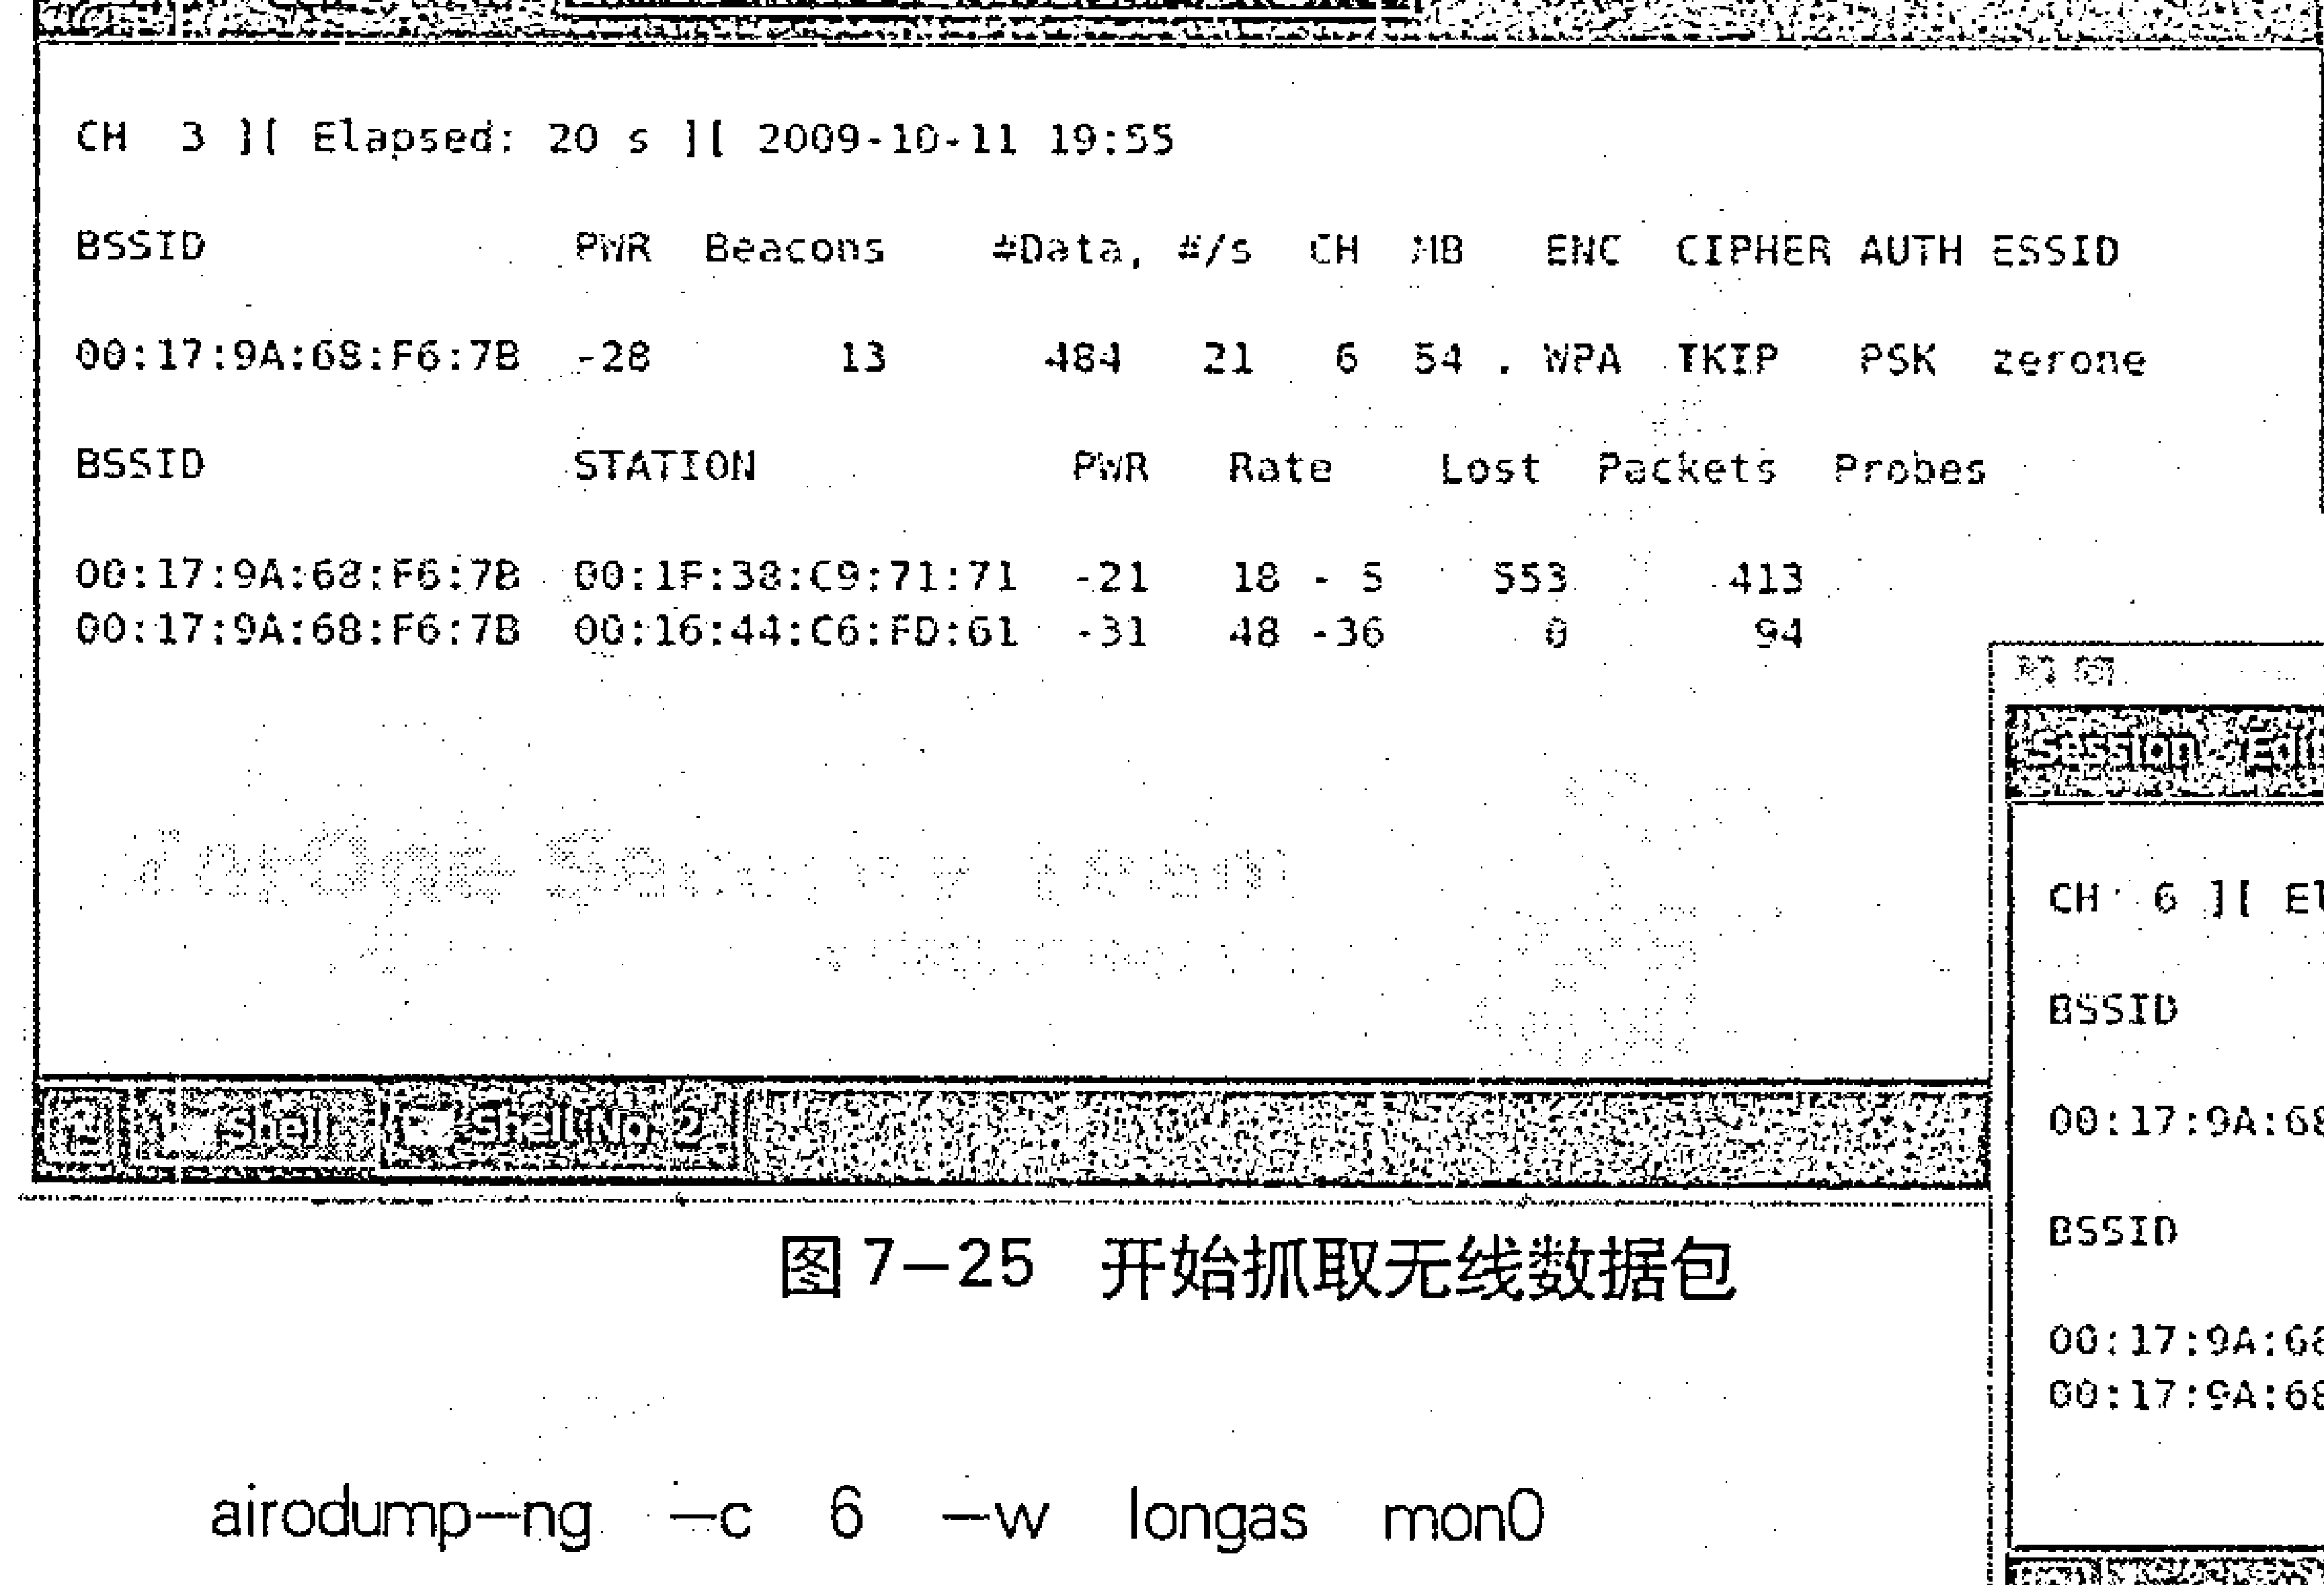 CH 3 ][ Elapsed: 20 s ][ 2009-10-11 19:55
BSSID PWR Beacons #Data, #/s CH MB ENC CIPHER AUTH ESSID
00:17:9A:68:F6:7B -28 13 484 21 6 54 . WPA TKIP PSK zerone
BSSID STATION PWR Rate Lost Packets Probes
00:17:9A:68:F6:7B 00:1F:38:C9:71:71 -21 18 - 5 553 413
00:17:9A:68:F6:7B 00:16:44:C6:FD:61 -31 48 -36 0 94
Shell Shell No. 2
图 7—25 开始抓取无线数据包
airodump—ng —c 6 —w longas mon0
Session Edit
CH 6 ][ El
BSSID
00:17:9A:68
BSSID
00:17:9A:68
00:17:9A:68